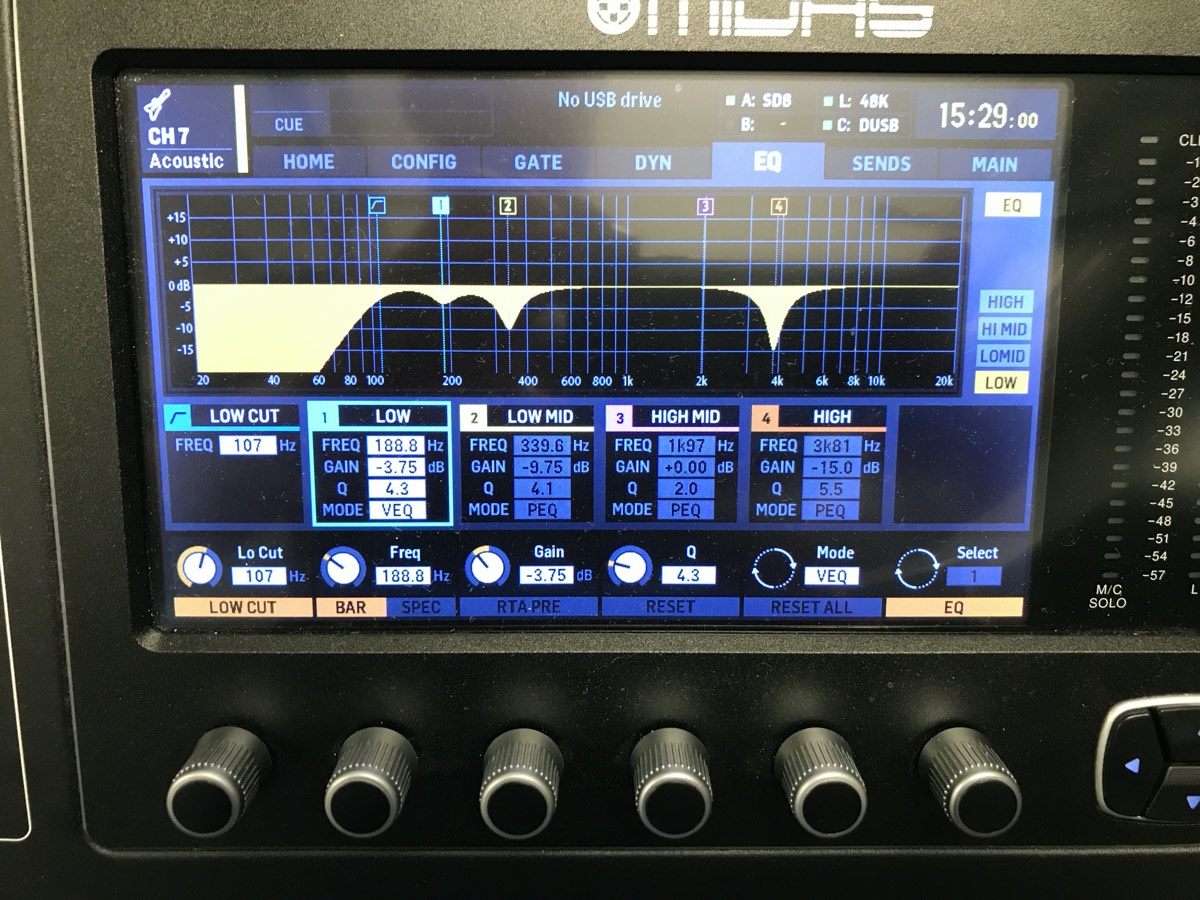 MIDAS
CH 7
Acoustic
CUE
No USB drive
A: SD8
B: -
L: 48K
C: DUSB
15:29:00
HOME CONFIG GATE DYN EQ SENDS MAIN
1 2 3 4
EQ
+15
+10
+5
0 dB
-5
-10
-15
20 40 60 80 100 200 400 600 800 1k 2k 4k 6k 8k 10k 20k
HIGH
HI MID
LOMID
LOW
LOW CUT
FREQ 107 Hz
1 LOW
FREQ 188.8 Hz
GAIN -3.75 dB
Q 4.3
MODE VEQ
2 LOW MID
FREQ 339.6 Hz
GAIN -9.75 dB
Q 4.1
MODE PEQ
3 HIGH MID
FREQ 1k97 Hz
GAIN +0.00 dB
Q 2.0
MODE PEQ
4 HIGH
FREQ 3k81 Hz
GAIN -15.0 dB
Q 5.5
MODE PEQ
Lo Cut
107 Hz
Freq
188.8 Hz
Gain
-3.75 dB
Q
4.3
Mode
VEQ
Select
1
LOW CUT BAR SPEC RTA-PRE RESET RESET ALL EQ
-3
-4
-6
-8
-10
-12
-15
-18
-21
-24
-27
-30
-33
-36
-39
-42
-45
-48
-51
-54
-57
M/C
SOLO
L